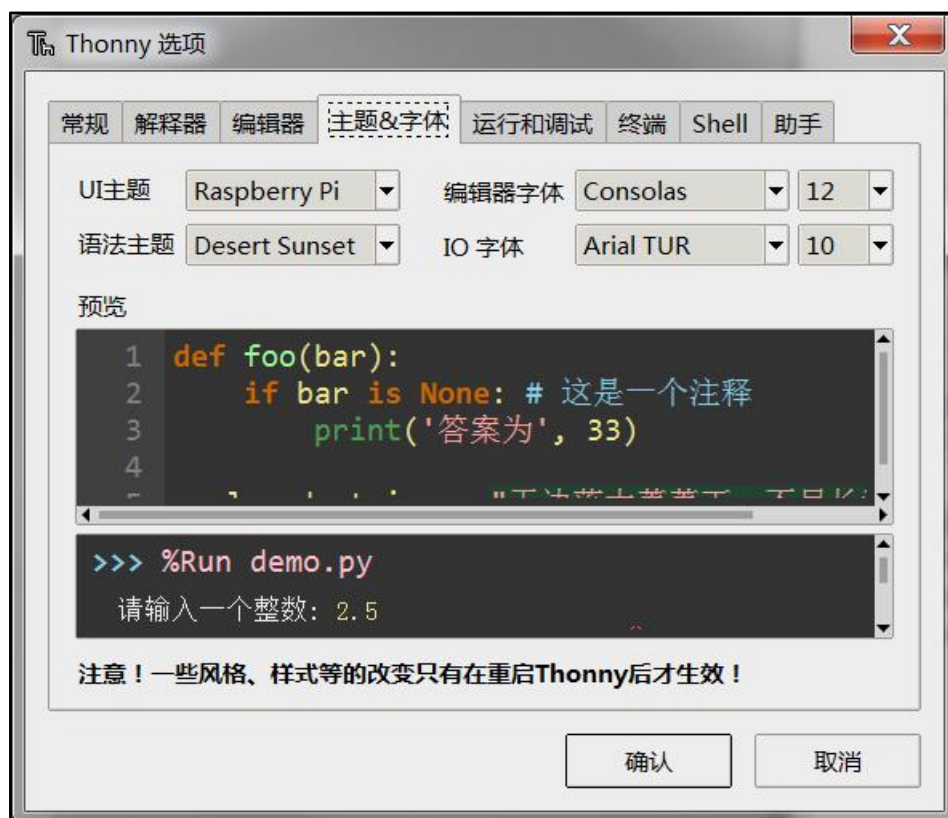 Thonny 选项
常规 解释器 编辑器 主题&字体 运行和调试 终端 Shell 助手
UI主题 Raspberry Pi 编辑器字体 Consolas 12
语法主题 Desert Sunset IO 字体 Arial TUR 10
预览
1 def foo(bar):
2 if bar is None: # 这是一个注释
3 print('答案为', 33)
4
>>> %Run demo.py
请输入一个整数: 2.5
注意！一些风格、样式等的改变只有在重启Thonny后才生效！
确认 取消